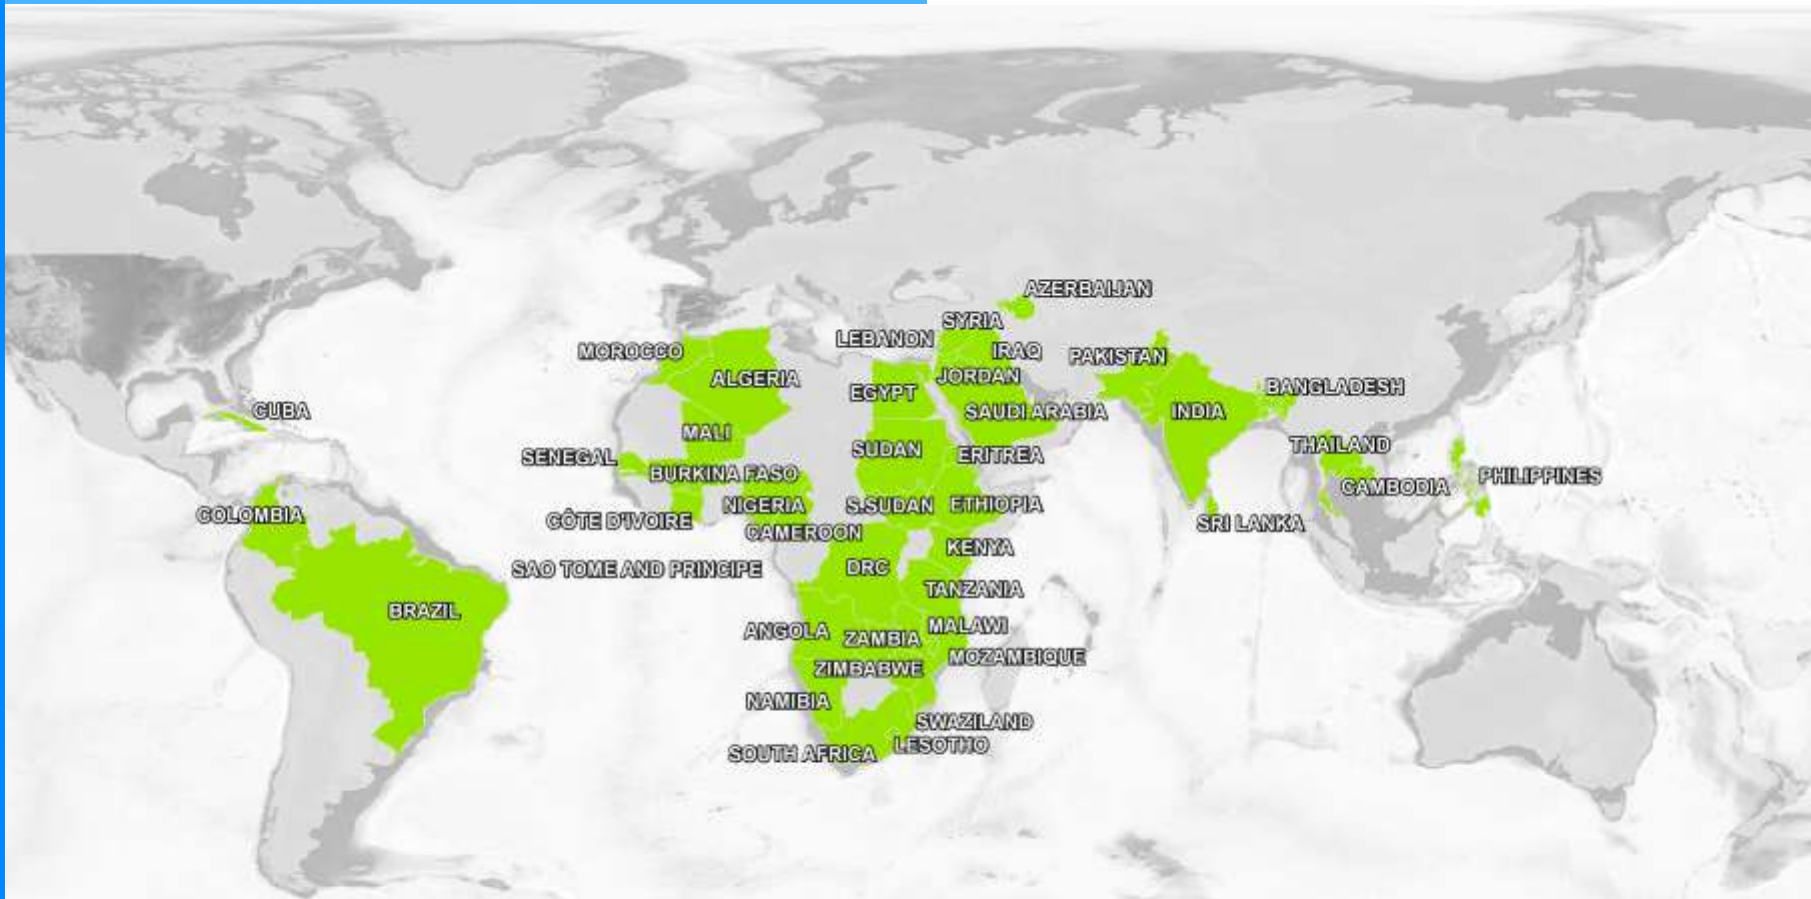 AZERBAIJAN
SYRIA
LEBANON
MOROCCO
IRAQ
PAKISTAN
ALGERIA
JORDAN
BANGLADESH
EGYPT
CUBA
SAUDI ARABIA
INDIA
MALI
THAILAND
SUDAN
SENEGAL
ERITREA
BURKINA FASO
PHILIPPINES
CAMBODIA
NIGERIA
S.SUDAN
ETHIOPIA
COLOMBIA
CÔTE D'IVOIRE
SRI LANKA
CAMEROON
KENYA
SAO TOME AND PRINCIPE
DRC
TANZANIA
BRAZIL
MALAWI
ANGOLA
ZAMBIA
MOZAMBIQUE
ZIMBABWE
NAMIBIA
SWAZILAND
LESOTHO
SOUTH AFRICA